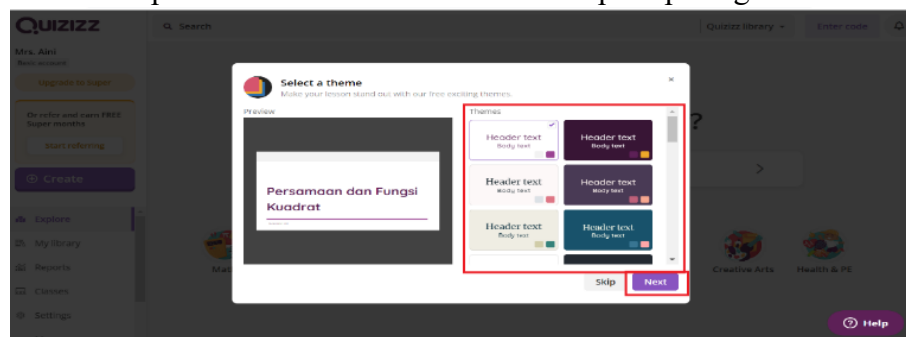 QUIZIZZ
Search
Quizizz library
Enter code
Mrs. Aini
Basic account
Upgrade to Super
Or refer and earn FREE
Super months
Start referring
Create
Explore
My library
Reports
Classes
Settings
Select a theme
Make your lesson stand out with our free exciting themes.
Preview
Persamaan dan Fungsi
Kuadrat
Themes
Header text
Body text
Header text
Body text
Header text
Body text
Header text
Body text
Header text
Body text
Header text
Body text
Skip
Next
?
Creative Arts
Health & PE
Help